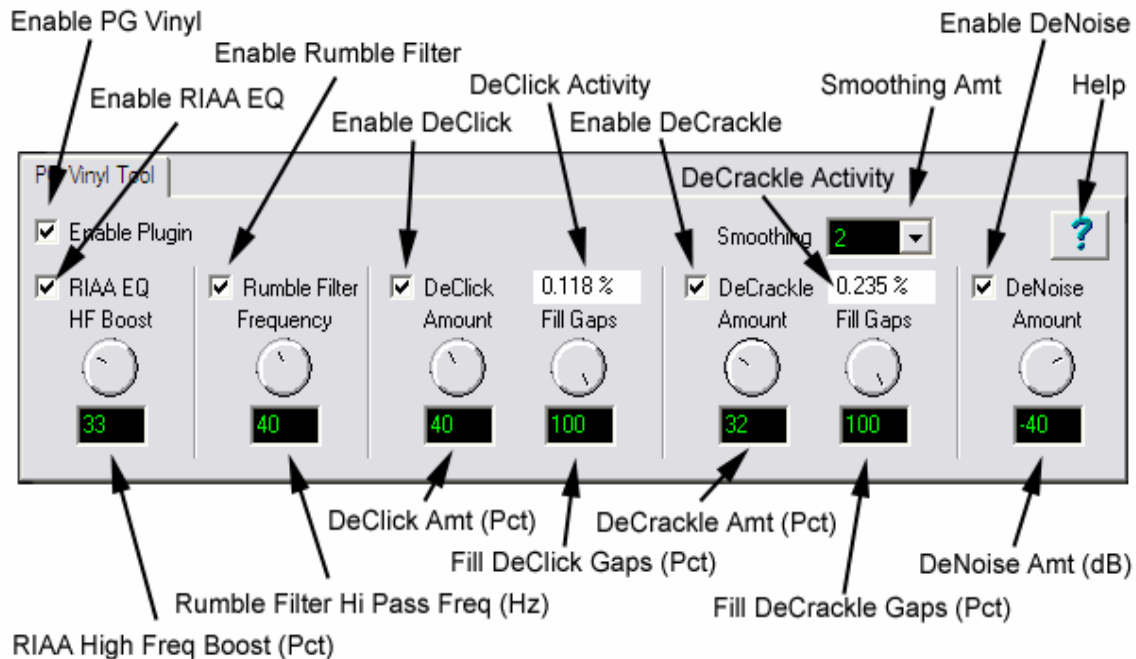 Enable PG Vinyl
Enable DeNoise
Enable Rumble Filter
DeClick Activity
Smoothing Amt
Help
Enable RIAA EQ
Enable DeClick
Enable DeCrackle
PG Vinyl Tool
DeCrackle Activity
Enable Plugin
Smoothing 2
?
RIAA EQ
Rumble Filter
DeClick
0.118 %
DeCrackle
0.235 %
DeNoise
HF Boost
Frequency
Amount
Fill Gaps
Amount
Fill Gaps
Amount
33
40
40
100
32
100
-40
DeClick Amt (Pct)
DeCrackle Amt (Pct)
Fill DeClick Gaps (Pct)
DeNoise Amt (dB)
Rumble Filter Hi Pass Freq (Hz)
Fill DeCrackle Gaps (Pct)
RIAA High Freq Boost (Pct)